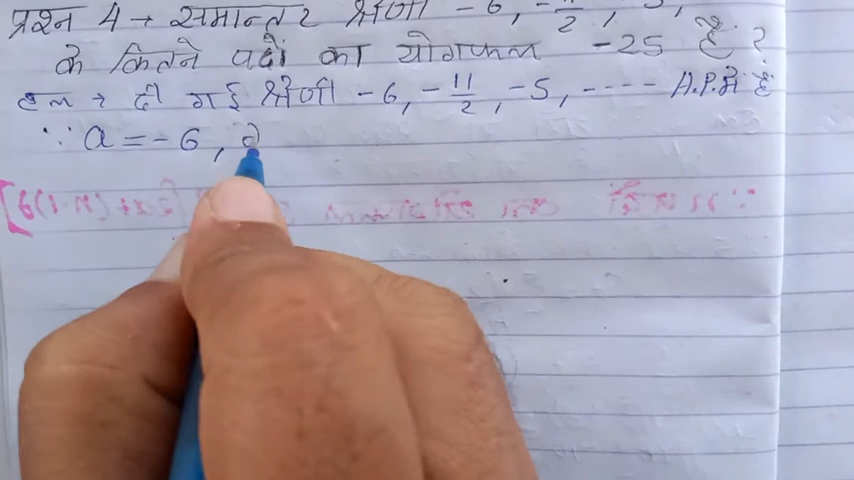 प्रश्न 4 → समान्तर श्रेणी -6, -11/2, -5,
के कितने पदों का योगफल -25 है ?
हल → दी गई श्रेणी -6, -11/2, -5, ---- A.P. में है
∵ a = -6,